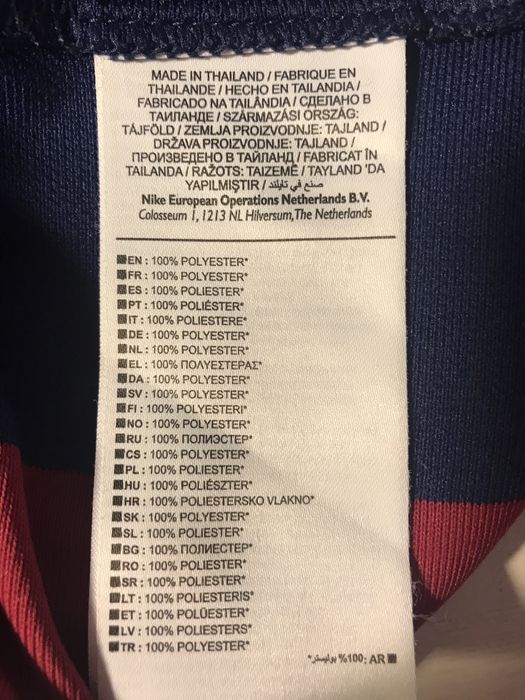 MADE IN THAILAND / FABRIQUE EN
THAILANDE / HECHO EN TAILANDIA /
FABRICADO NA TAILÂNDIA / СДЕЛАНО В
ТАИЛАНДЕ / SZÁRMAZÁSI ORSZÁG:
TÁJFÖLD / ZEMLJA PROIZVODNJE: TAJLAND /
DRŽAVA PROIZVODNJE: TAJLAND /
ПРОИЗВЕДЕНО В ТАЙЛАНД / FABRICAT ÎN
TAILANDA / RAŽOTS: TAIZEMĒ / TAYLAND 'DA
YAPILMIŞTIR / صنع في تايلند
Nike European Operations Netherlands B.V.
Colosseum 1, 1213 NL Hilversum, The Netherlands
EN : 100% POLYESTER*
FR : 100% POLYESTER*
ES : 100% POLIESTER*
PT : 100% POLIÉSTER*
IT : 100% POLIESTERE*
DE : 100% POLYESTER*
NL : 100% POLYESTER*
EL : 100% ΠΟΛΥΕΣΤΕΡΑΣ*
DA : 100% POLYESTER*
SV : 100% POLYESTER*
FI : 100% POLYESTERI*
NO : 100% POLYESTER*
RU : 100% ПОЛИЭСТЕР*
CS : 100% POLYESTER*
PL : 100% POLIESTER*
HU : 100% POLIÉSZTER*
HR : 100% POLIESTERSKO VLAKNO*
SK : 100% POLYESTER*
SL : 100% POLIESTER*
BG : 100% ПОЛИЕСТЕР*
RO : 100% POLIESTER*
SR : 100% POLIESTER*
LT : 100% POLIESTERIS*
ET : 100% POLÜESTER*
LV : 100% POLIESTERS*
TR : 100% POLYESTER*
AR :100% بوليستر*